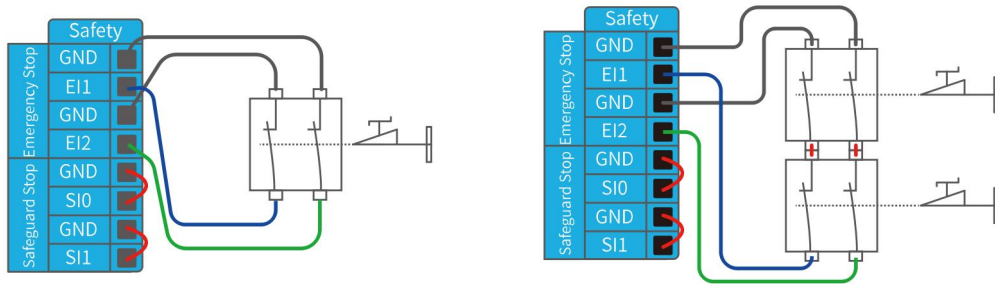 Safety
Emergency Stop
GND
EI1
GND
EI2
Safeguard Stop
GND
SI0
GND
SI1
Safety
Emergency Stop
GND
EI1
GND
EI2
Safeguard Stop
GND
SI0
GND
SI1